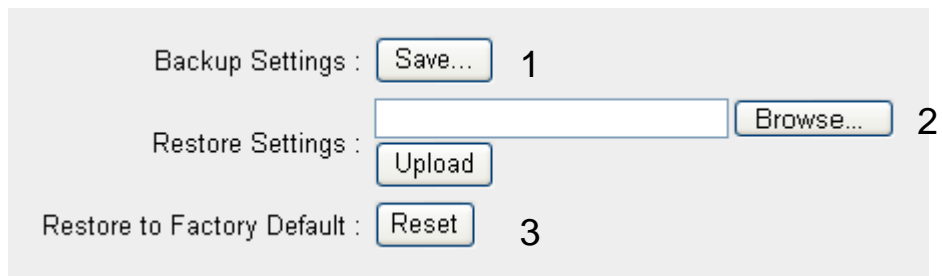 Backup Settings : Save... 1
Browse... 2
Restore Settings :
Upload
Restore to Factory Default : Reset 3